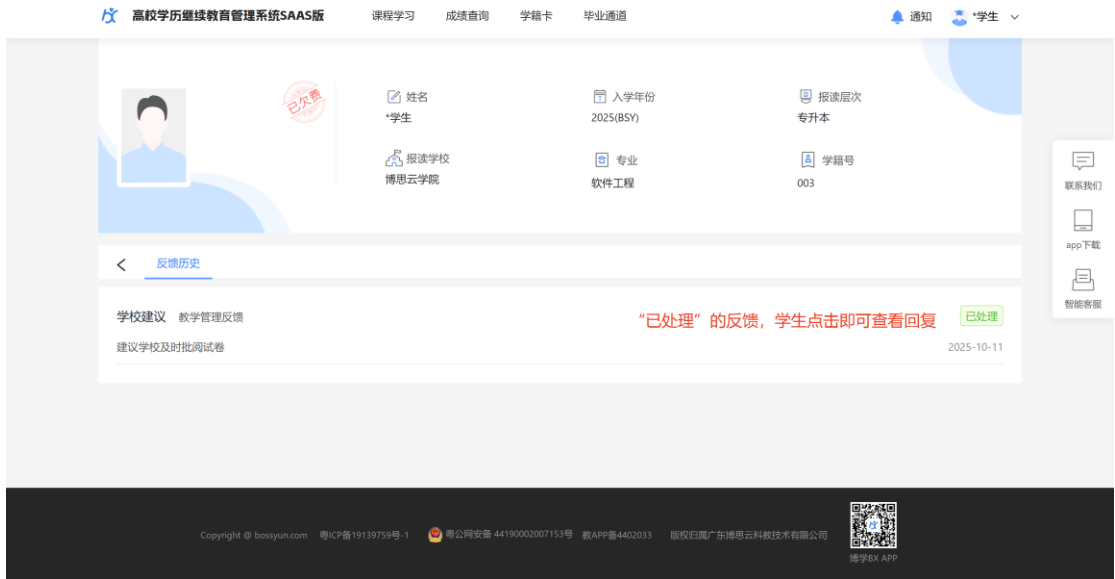 高校学历继续教育管理系统SAAS版 课程学习 成绩查询 学籍卡 毕业通道 通知 *学生
已欠费
姓名 入学年份 报读层次
*学生 2025(BSY) 专升本
报读学校 专业 学籍号
博思云学院 软件工程 003
联系我们
app下载
智能客服
反馈历史
学校建议 教学管理反馈 “已处理”的反馈，学生点击即可查看回复 已处理
建议学校及时批阅试卷 2025-10-11
Copyright @ bossyun.com 粤ICP备19139759号-1 粤公网安备 44190002007153号 教APP备4402033 版权归属广东博思云科教技术有限公司
博学BX APP